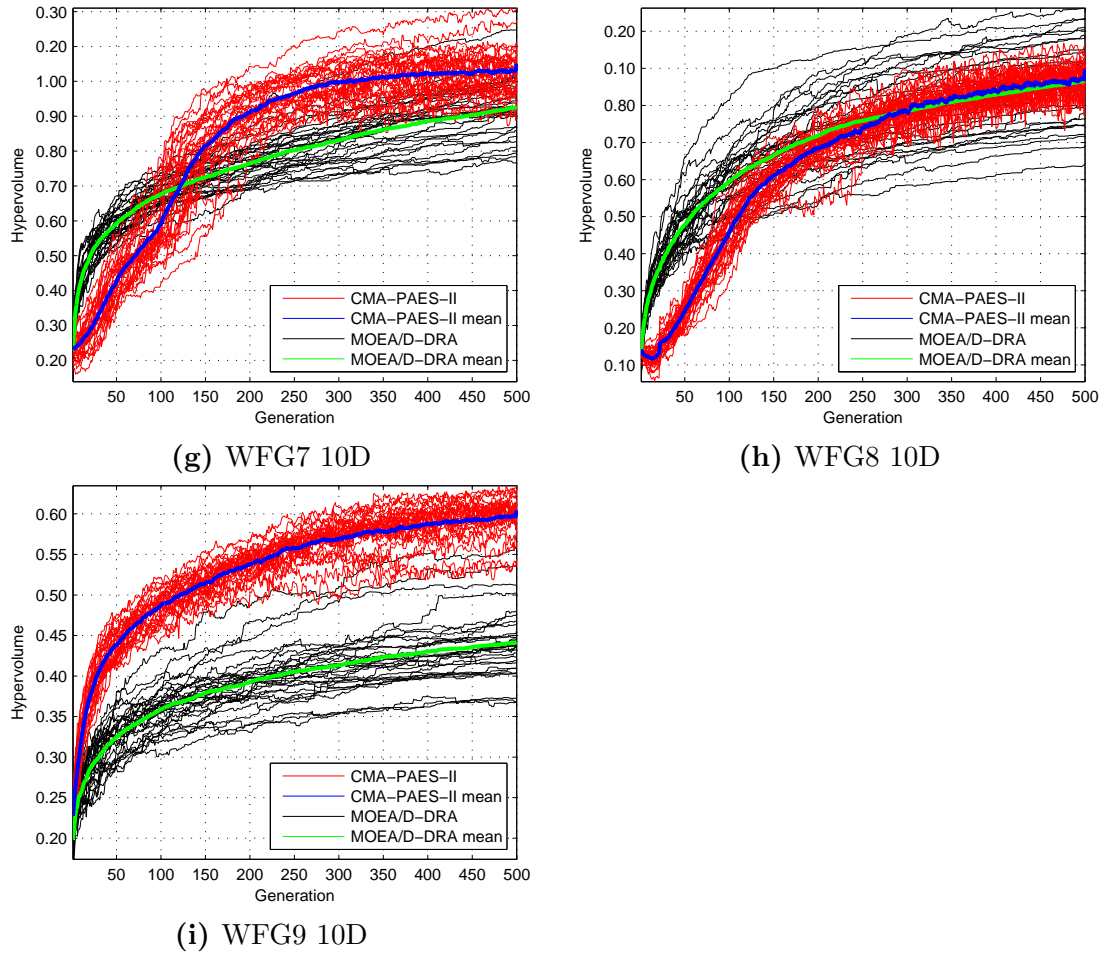 0.30
0.20
1.00
0.90
0.80
0.70
0.60
0.50
0.40
0.30
0.20
Hypervolume
50 100 150 200 250 300 350 400 450 500
Generation
CMA-PAES-II
CMA-PAES-II mean
MOEA/D-DRA
MOEA/D-DRA mean
(g) WFG7 10D
0.20
0.10
0.80
0.70
0.60
0.50
0.40
0.30
0.20
0.10
Hypervolume
50 100 150 200 250 300 350 400 450 500
Generation
CMA-PAES-II
CMA-PAES-II mean
MOEA/D-DRA
MOEA/D-DRA mean
(h) WFG8 10D
0.60
0.55
0.50
0.45
0.40
0.35
0.30
0.25
0.20
Hypervolume
50 100 150 200 250 300 350 400 450 500
Generation
CMA-PAES-II
CMA-PAES-II mean
MOEA/D-DRA
MOEA/D-DRA mean
(i) WFG9 10D